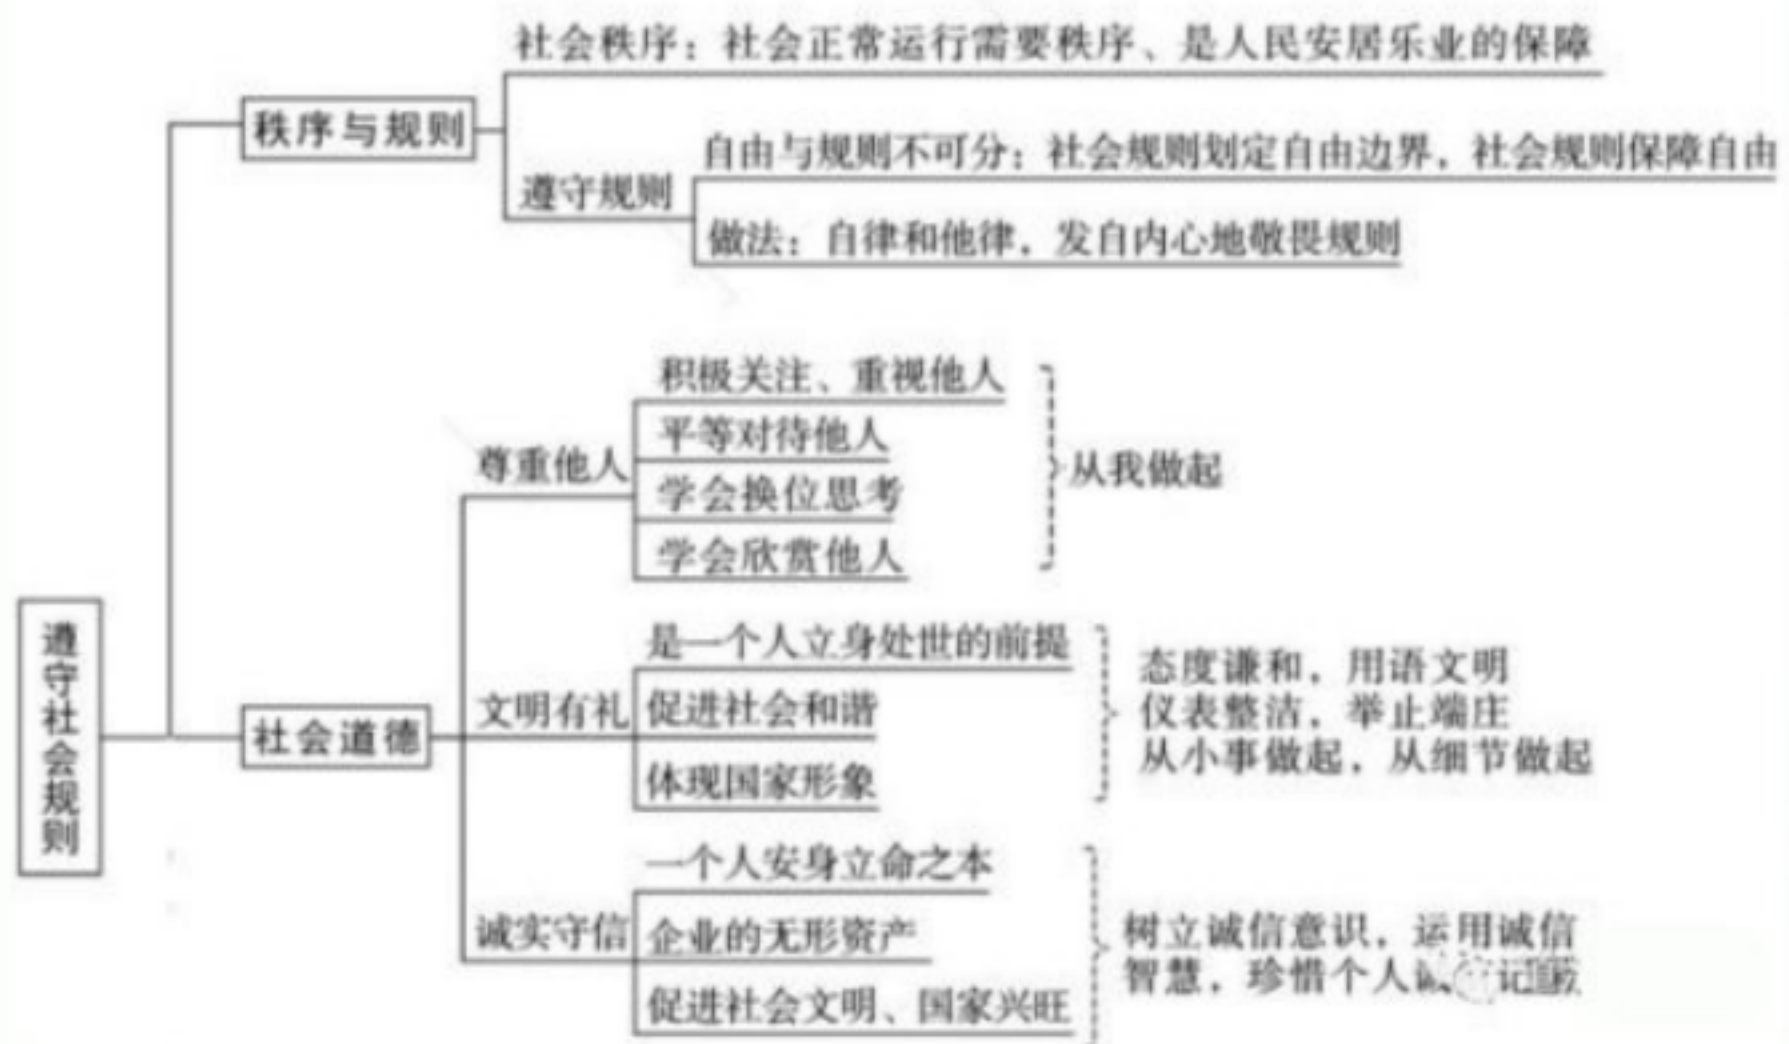 社会秩序：社会正常运行需要秩序、是人民安居乐业的保障
秩序与规则
自由与规则不可分：社会规则划定自由边界，社会规则保障自由
遵守规则
做法：自律和他律，发自内心地敬畏规则
积极关注、重视他人
平等对待他人
尊重他人
从我做起
学会换位思考
学会欣赏他人
遵守社会规则
是一个人立身处世的前提
态度谦和，用语文明
社会道德
文明有礼
促进社会和谐
仪表整洁，举止端庄
从小事做起，从细节做起
体现国家形象
一个人安身立命之本
诚实守信
企业的无形资产
树立诚信意识，运用诚信
智慧，珍惜个人诚 记
促进社会文明、国家兴旺